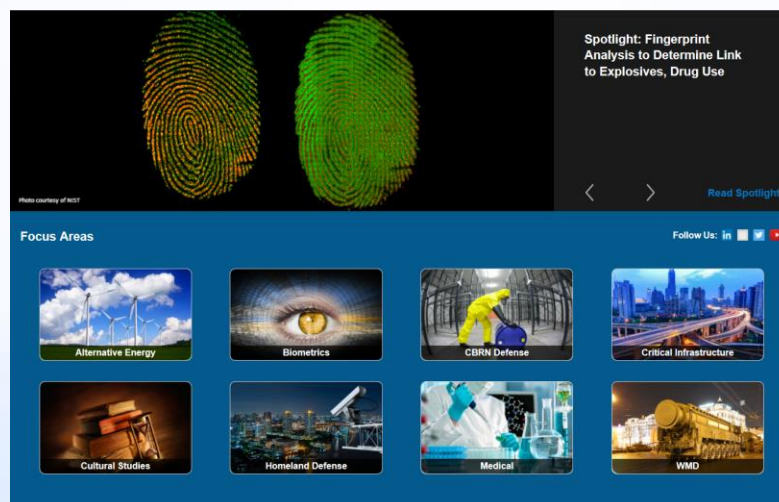 Spotlight: Fingerprint
Analysis to Determine Link
to Explosives, Drug Use
Photo courtesy of NIST
Read Spotlight
Focus Areas
Follow Us: in
Alternative Energy
Biometrics
CBRN Defense
Critical Infrastructure
Cultural Studies
Homeland Defense
Medical
WMD